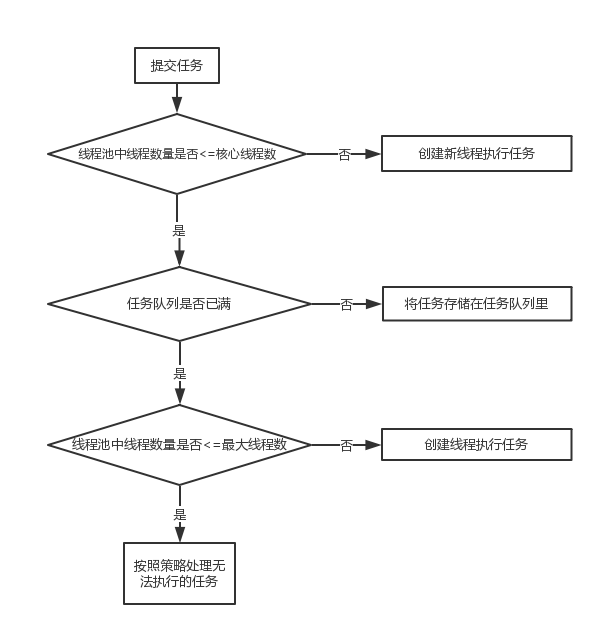 提交任务
线程池中线程数量是否<=核心线程数
否
创建新线程执行任务
是
任务队列是否已满
否
将任务存储在任务队列里
是
线程池中线程数量是否<=最大线程数
否
创建线程执行任务
是
按照策略处理无
法执行的任务